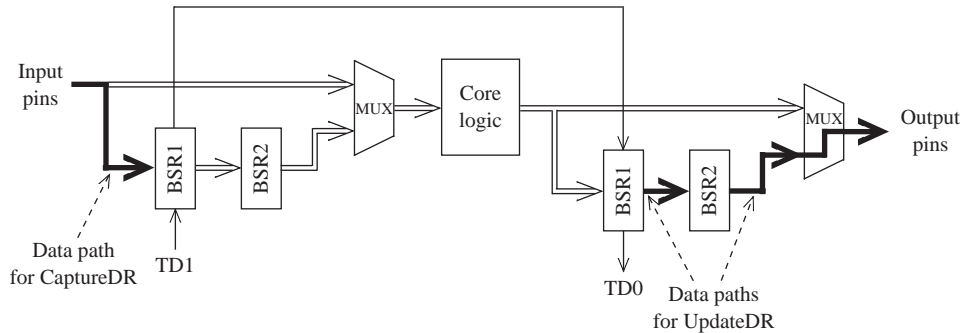 Input
pins
MUX
Core
logic
MUX
Output
pins
BSR1
BSR2
BSR1
BSR2
Data path
for CaptureDR
TD1
TD0
Data paths
for UpdateDR